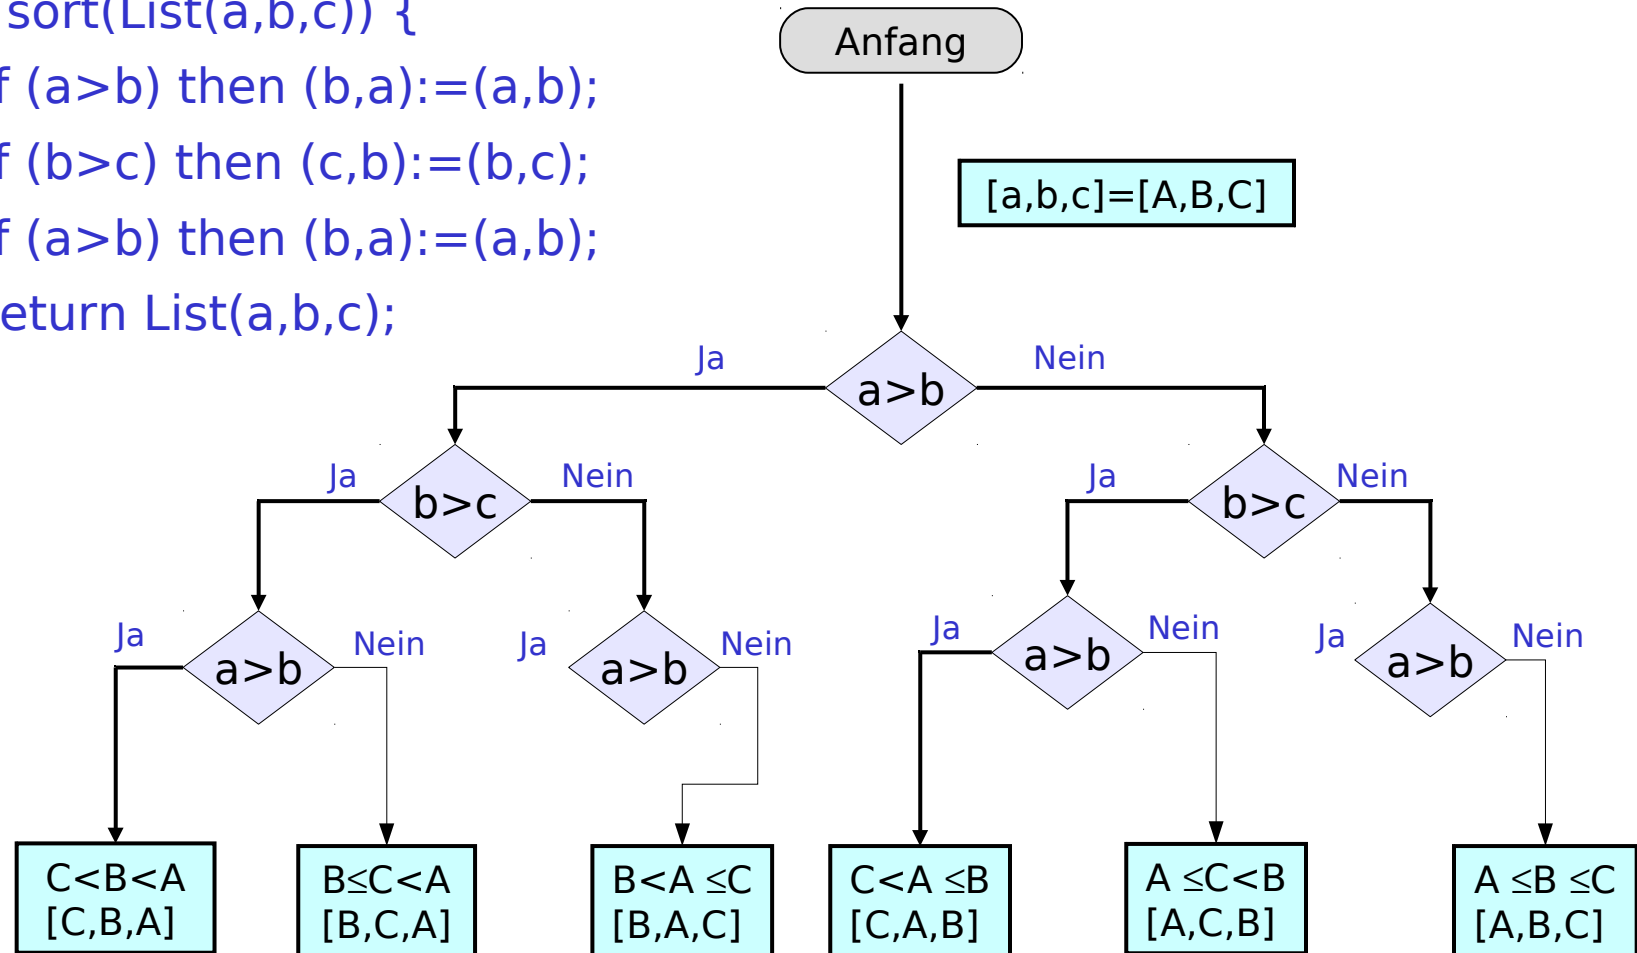 sort(List(a,b,c)) {
f (a>b) then (b,a):=(a,b);
f (b>c) then (c,b):=(b,c);
f (a>b) then (b,a):=(a,b);
eturn List(a,b,c);
Anfang
[a,b,c]=[A,B,C]
Ja
Nein
a>b
Ja
Nein
Ja
Nein
b>c
b>c
Ja
Nein
Ja
Nein
Ja
Nein
Ja
Nein
a>b
a>b
a>b
a>b
C<B<A
[C,B,A]
B≤C<A
[B,C,A]
B<A ≤C
[B,A,C]
C<A ≤B
[C,A,B]
A ≤C<B
[A,C,B]
A ≤B ≤C
[A,B,C]